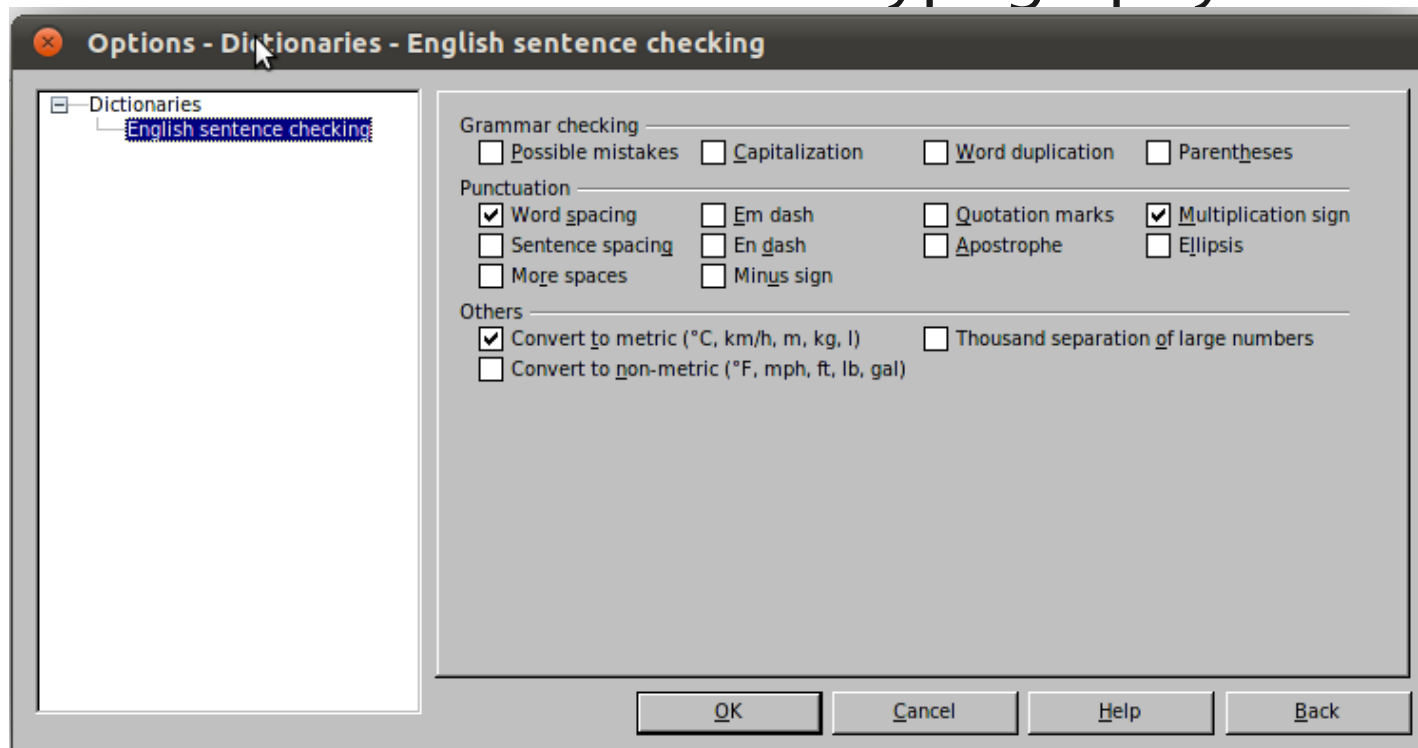 Options - Dictionaries - English sentence checking
Dictionaries
English sentence checking
Grammar checking
Possible mistakes Capitalization Word duplication Parentheses
Punctuation
Word spacing Em dash Quotation marks Multiplication sign
Sentence spacing En dash Apostrophe Ellipsis
More spaces Minus sign
Others
Convert to metric (°C, km/h, m, kg, l) Thousand separation of large numbers
Convert to non-metric (°F, mph, ft, lb, gal)
OK Cancel Help Back